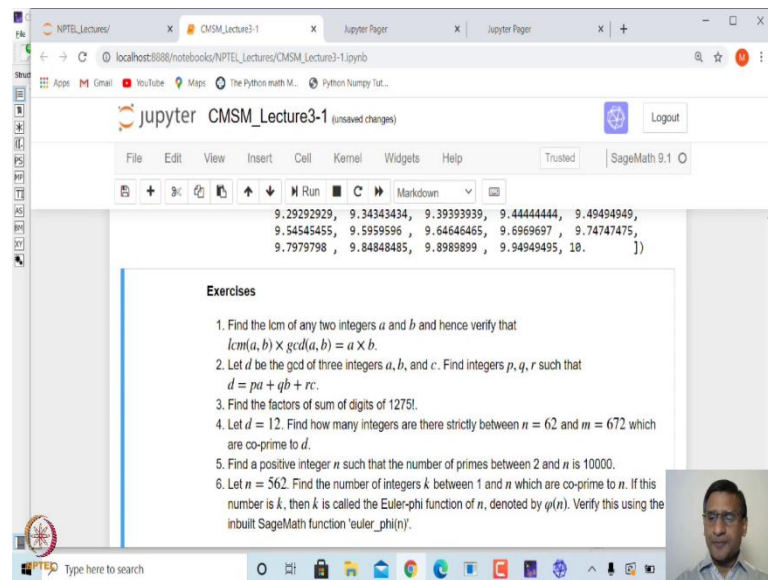 NPTEL_Lectures/
CMSM_Lecture3-1
Jupyter Pager
Jupyter Pager
localhost:8888/notebooks/NPTEL_Lectures/CMSM_Lecture3-1.ipynb
M
Apps Gmail YouTube Maps The Python math M... Python Numpy Tut...
File
Struct
jupyter CMSM_Lecture3-1 (unsaved changes)
Logout
File Edit View Insert Cell Kernel Widgets Help
Trusted SageMath 9.1
Run Markdown
9.29292929, 9.34343434, 9.39393939, 9.44444444, 9.49494949,
9.54545455, 9.5959596 , 9.64646465, 9.6969697 , 9.74747475,
9.7979798 , 9.84848485, 9.8989899 , 9.94949495, 10. ])
Exercises
1. Find the lcm of any two integers a and b and hence verify that
lcm(a, b) × gcd(a, b) = a × b.
2. Let d be the gcd of three integers a, b, and c. Find integers p, q, r such that
d = pa + qb + rc.
3. Find the factors of sum of digits of 1275!.
4. Let d = 12. Find how many integers are there strictly between n = 62 and m = 672 which
are co-prime to d.
5. Find a positive integer n such that the number of primes between 2 and n is 10000.
6. Let n = 562. Find the number of integers k between 1 and n which are co-prime to n. If this
number is k, then k is called the Euler-phi function of n, denoted by φ(n). Verify this using the
inbuilt SageMath function 'euler_phi(n)'.
NPTEL
Type here to search